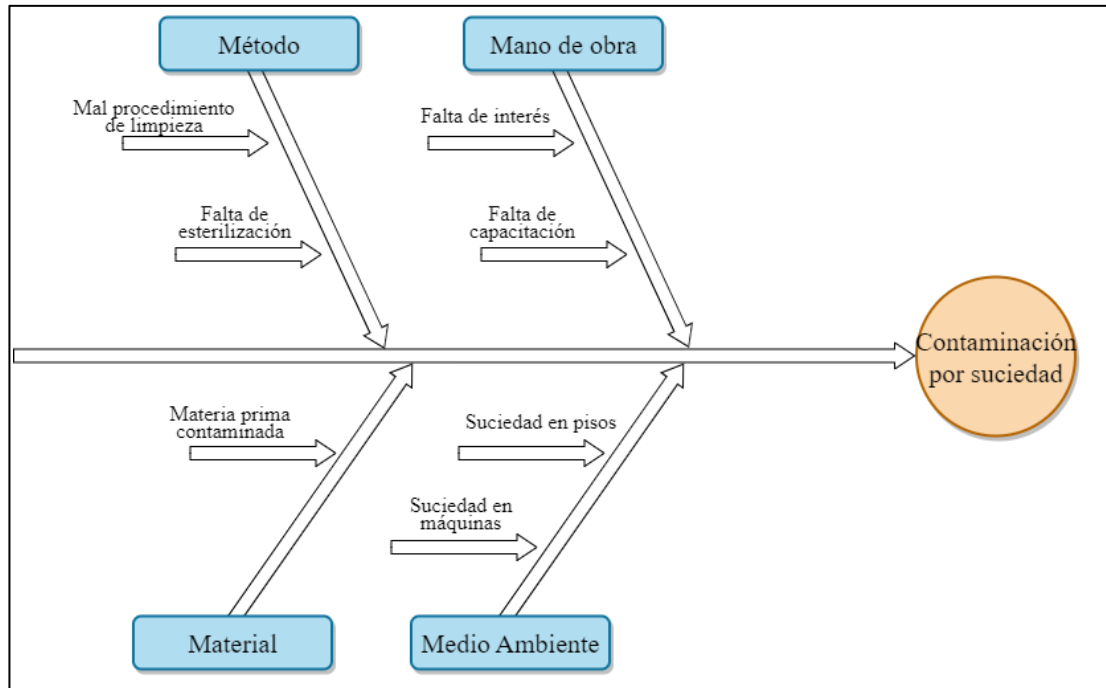 Método
Mano de obra
Mal procedimiento
de limpieza
Falta de interés
Falta de
esterilización
Falta de
capacitación
Contaminación
por suciedad
Materia prima
contaminada
Suciedad en pisos
Suciedad en
máquinas
Material
Medio Ambiente